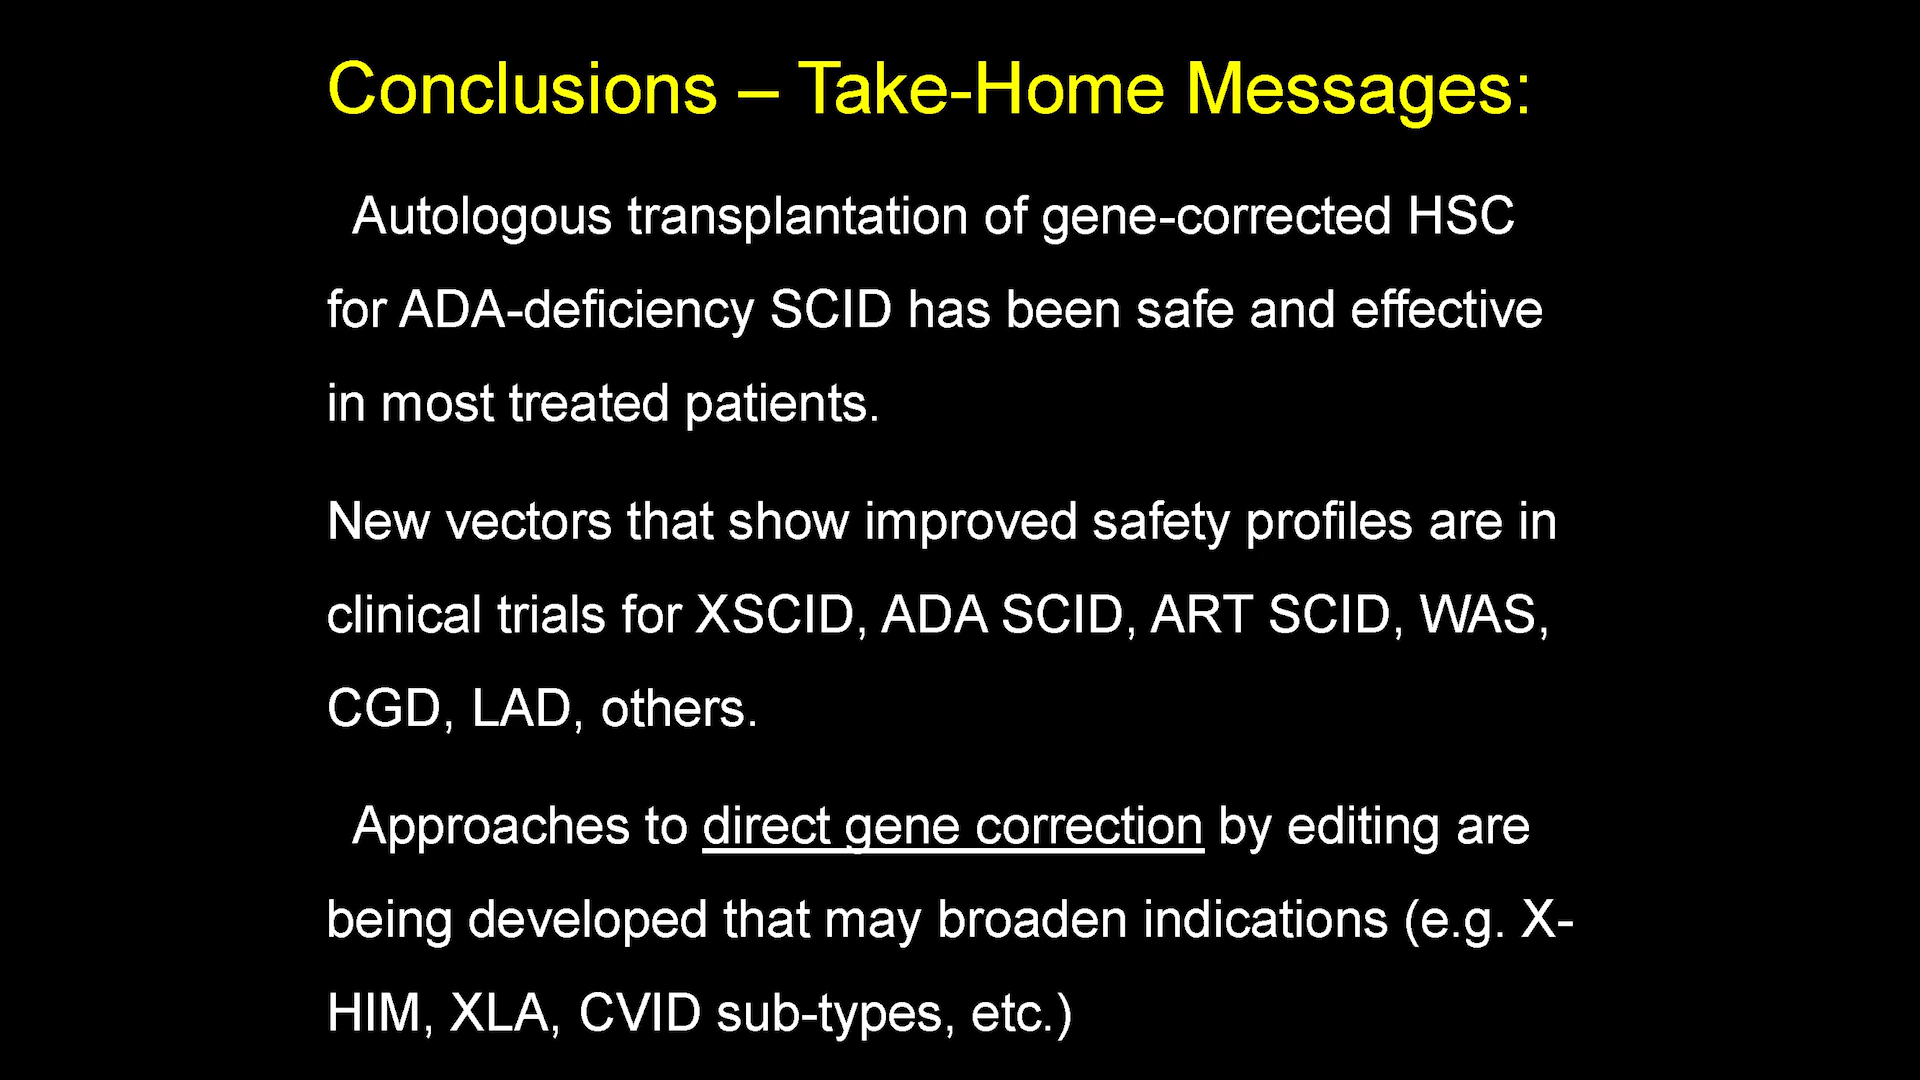 Conclusions – Take-Home Messages:
Autologous transplantation of gene-corrected HSC
for ADA-deficiency SCID has been safe and effective
in most treated patients.
New vectors that show improved safety profiles are in
clinical trials for XSCID, ADA SCID, ART SCID, WAS,
CGD, LAD, others.
Approaches to direct gene correction by editing are
being developed that may broaden indications (e.g. X-
HIM, XLA, CVID sub-types, etc.)